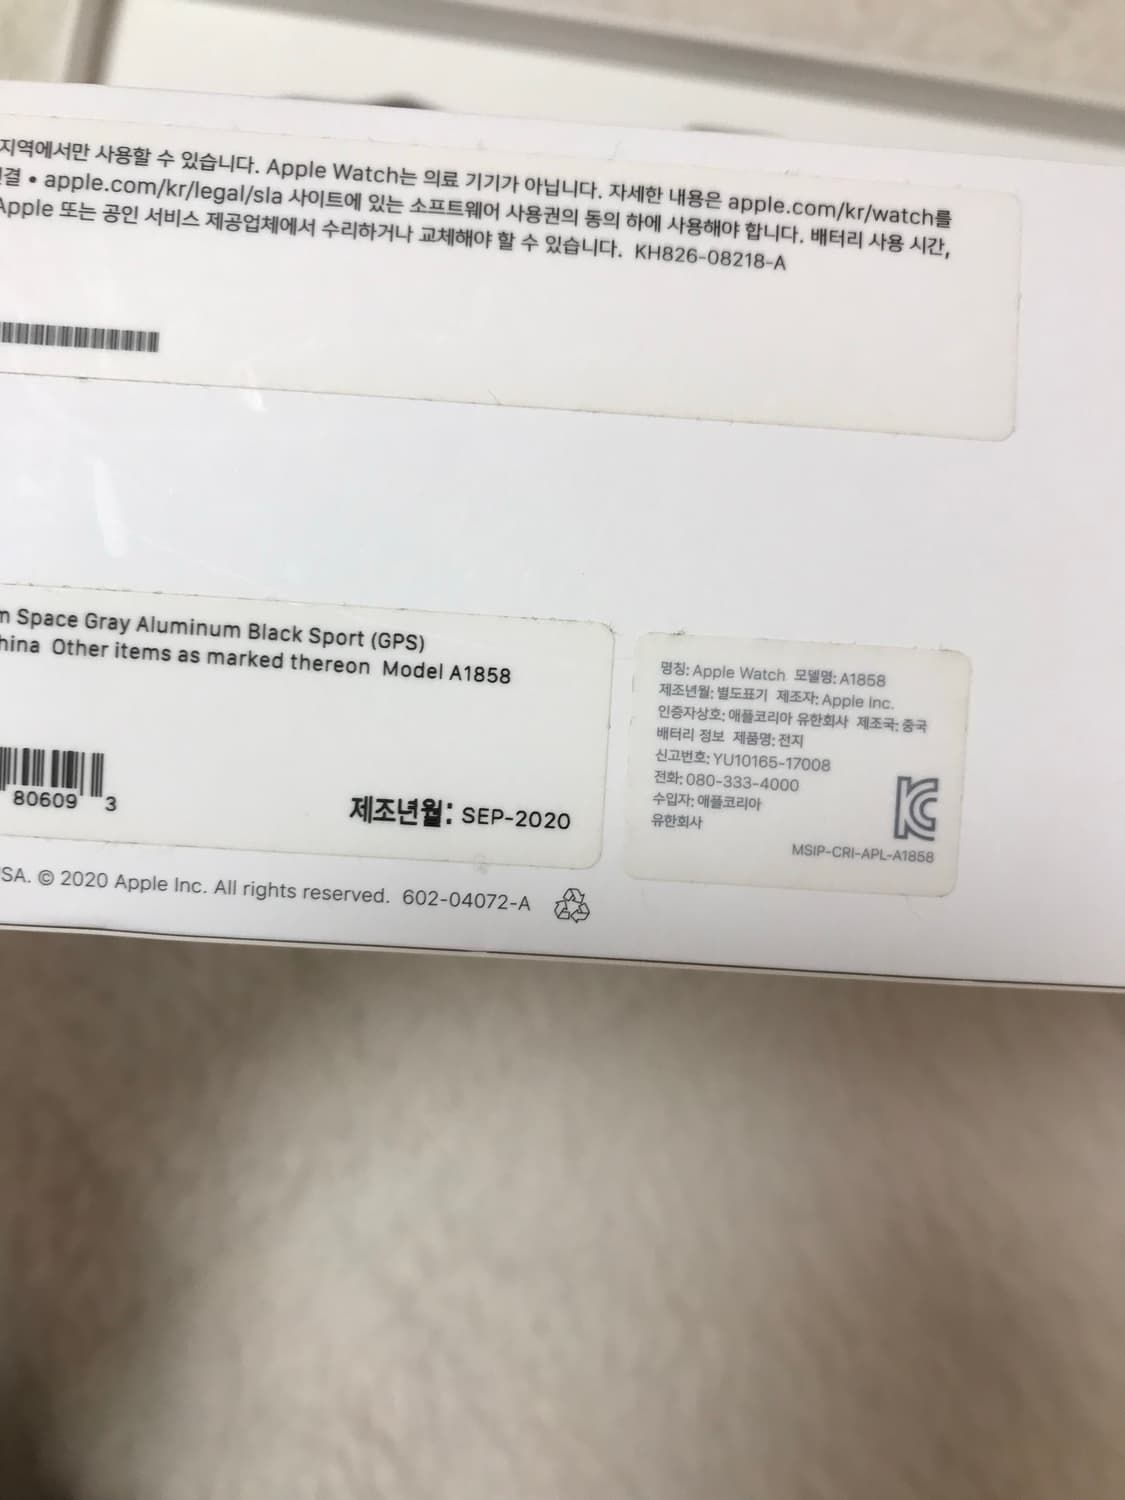 지역에서만 사용할 수 있습니다. Apple Watch는 의료 기기가 아닙니다. 자세한 내용은 apple.com/kr/watch를
결 • apple.com/kr/legal/sla 사이트에 있는 소프트웨어 사용권의 동의 하에 사용해야 합니다. 배터리 사용 시간,
Apple 또는 공인 서비스 제공업체에서 수리하거나 교체해야 할 수 있습니다. KH826-08218-A
Space Gray Aluminum Black Sport (GPS)
Other items as marked thereon Model A1858
80609 3
제조년월: SEP-2020
SA. © 2020 Apple Inc. All rights reserved. 602-04072-A
명칭: Apple Watch 모델명: A1858
제조년월: 별도표기 제조자: Apple Inc.
인증자상호: 애플코리아 유한회사 제조국: 중국
배터리 정보 제품명: 전지
신고번호: YU10165-17008
전화: 080-333-4000
수입자: 애플코리아
유한회사
KC
MSIP-CRI-APL-A1858